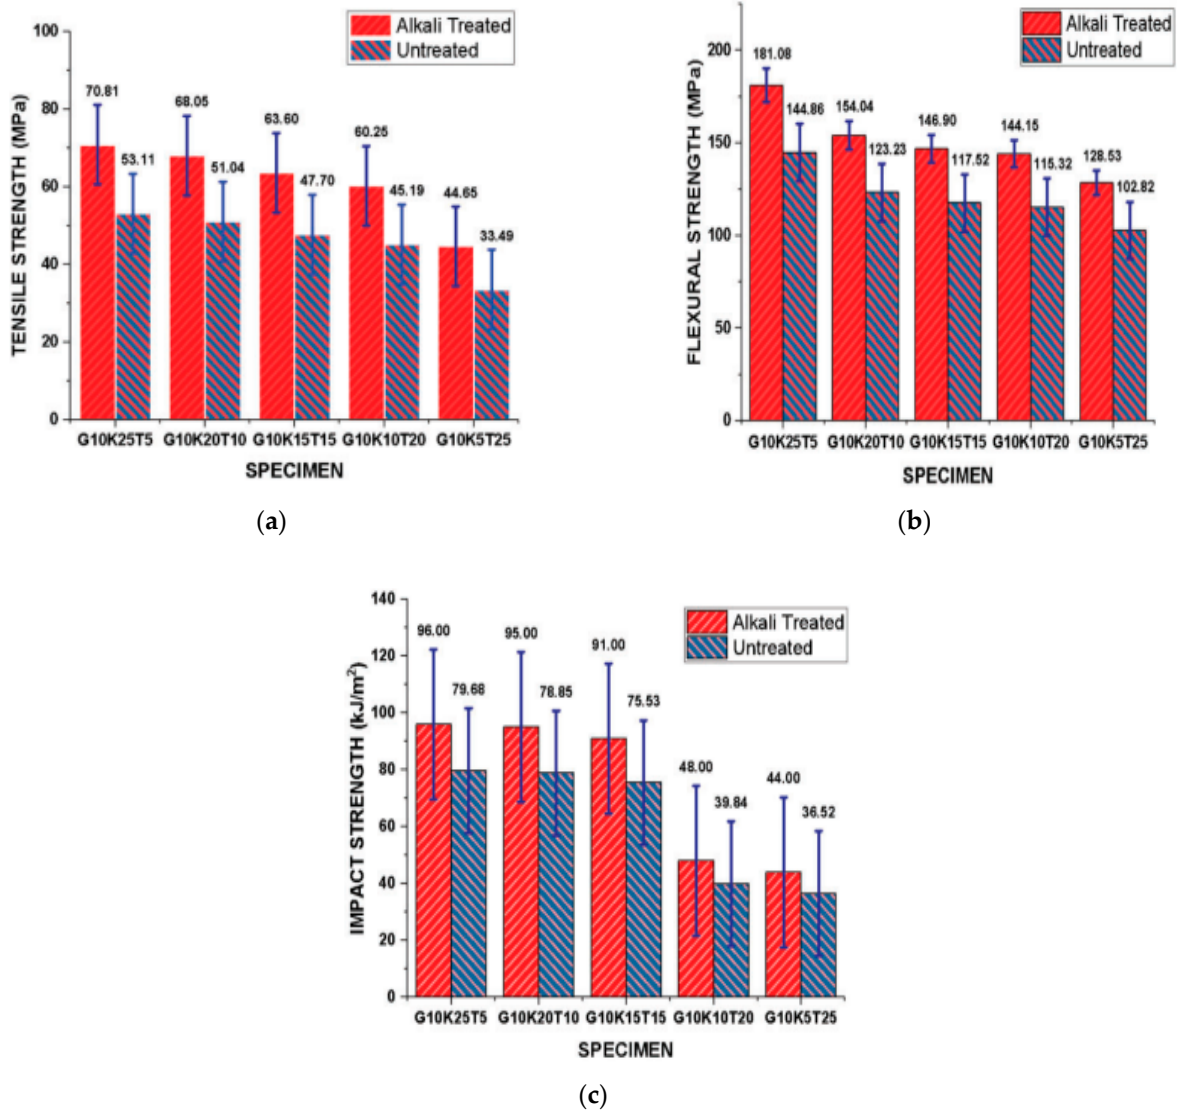 Alkali Treated
Untreated
100
80
60
40
20
0
TENSILE STRENGTH (MPa)
70.81
53.11
68.05
51.04
63.60
47.70
60.25
45.19
44.65
33.49
G10K25T5 G10K20T10 G10K15T15 G10K10T20 G10K5T25
SPECIMEN
(a)
Alkali Treated
Untreated
200
150
100
50
0
FLEXURAL STRENGTH (MPa)
181.08
144.86
154.04
123.23
146.90
117.52
144.15
115.32
128.53
102.82
G10K25T5 G10K20T10 G10K15T15 G10K10T20 G10K5T25
SPECIMEN
(b)
Alkali Treated
Untreated
140
120
100
80
60
40
20
0
IMPACT STRENGTH (kJ/m²)
96.00
79.68
95.00
78.85
91.00
75.53
48.00
39.84
44.00
36.52
G10K25T5 G10K20T10 G10K15T15 G10K10T20 G10K5T25
SPECIMEN
(c)